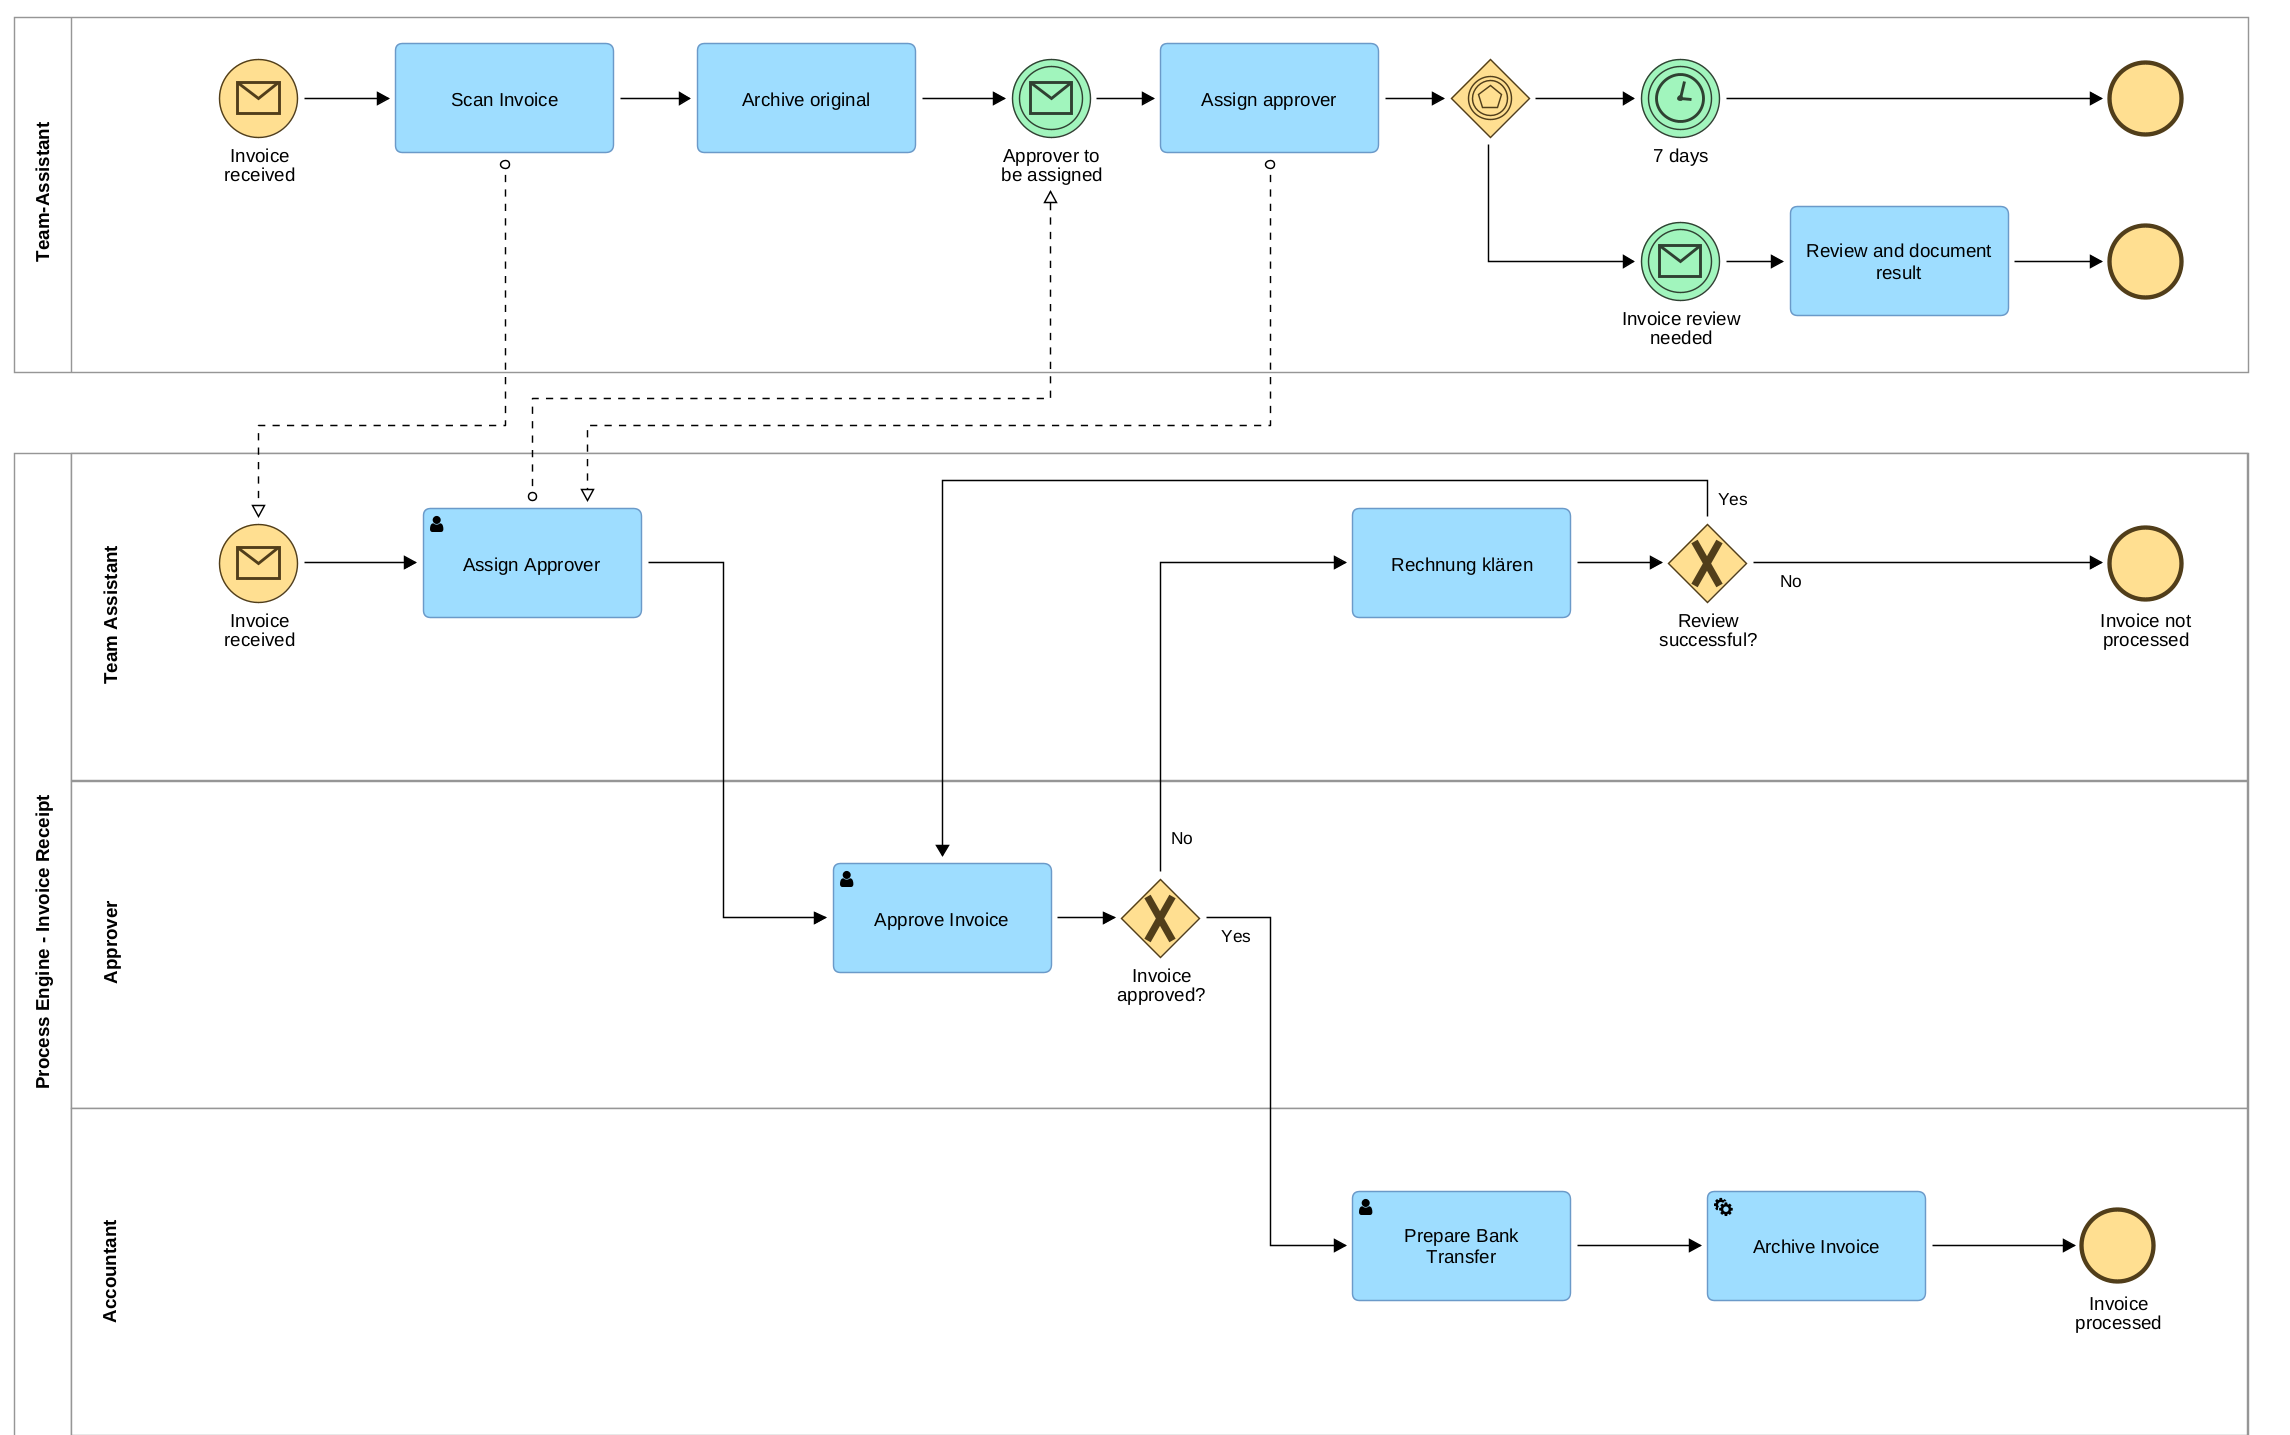 Team-Assistant
Scan Invoice
Archive original
Assign approver
Invoice
received
Approver to
be assigned
7 days
Review and document
result
Invoice review
needed
Process Engine - Invoice Receipt
Team Assistant
Yes
Assign Approver
Rechnung klären
No
Invoice
received
Review
successful?
Invoice not
processed
Approver
No
Approve Invoice
Yes
Invoice
approved?
Accountant
Prepare Bank
Transfer
Archive Invoice
Invoice
processed